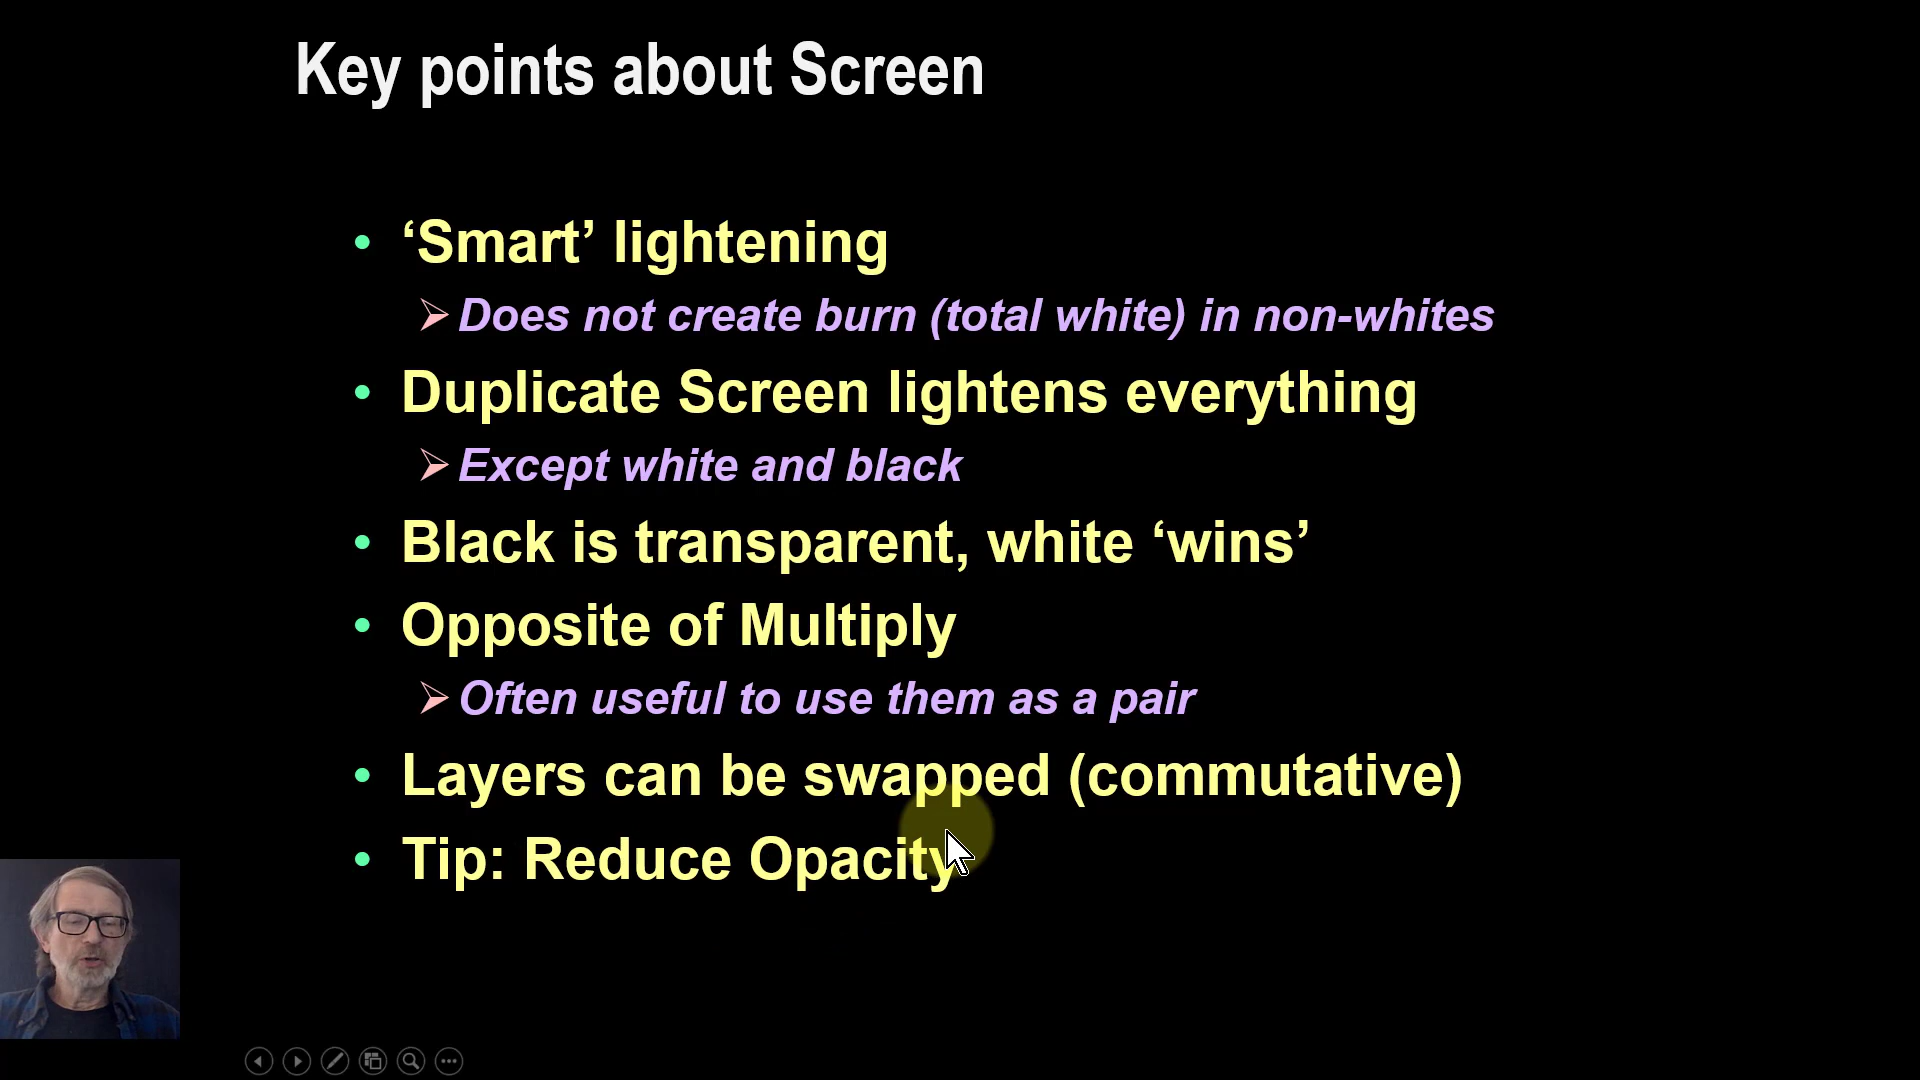 Key points about Screen
• ‘Smart’ lightening
➢ Does not create burn (total white) in non-whites
• Duplicate Screen lightens everything
➢ Except white and black
• Black is transparent, white ‘wins’
• Opposite of Multiply
➢ Often useful to use them as a pair
• Layers can be swapped (commutative)
• Tip: Reduce Opacity